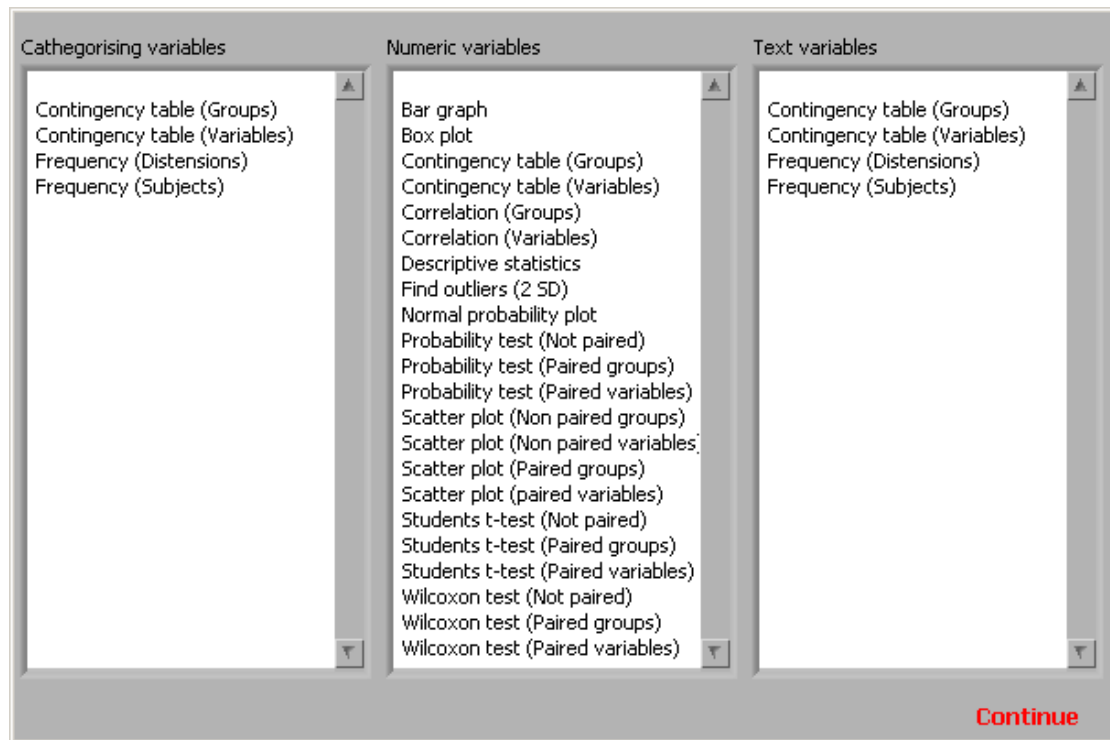 Cathegorising variables
Contingency table (Groups)
Contingency table (Variables)
Frequency (Distensions)
Frequency (Subjects)
Numeric variables
Bar graph
Box plot
Contingency table (Groups)
Contingency table (Variables)
Correlation (Groups)
Correlation (Variables)
Descriptive statistics
Find outliers (2 SD)
Normal probability plot
Probability test (Not paired)
Probability test (Paired groups)
Probability test (Paired variables)
Scatter plot (Non paired groups)
Scatter plot (Non paired variables)
Scatter plot (Paired groups)
Scatter plot (paired variables)
Students t-test (Not paired)
Students t-test (Paired groups)
Students t-test (Paired variables)
Wilcoxon test (Not paired)
Wilcoxon test (Paired groups)
Wilcoxon test (Paired variables)
Text variables
Contingency table (Groups)
Contingency table (Variables)
Frequency (Distensions)
Frequency (Subjects)
Continue